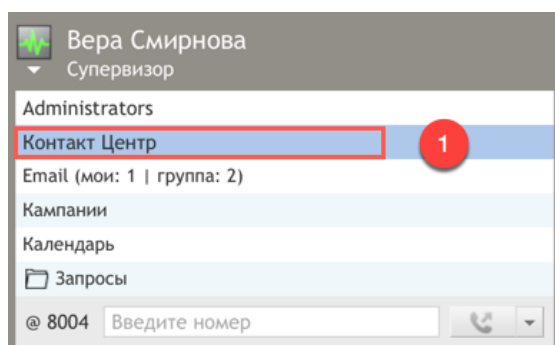 Вера Смирнова
Супервизор
Administrators
Контакт Центр
1
Email (мои: 1 | группа: 2)
Кампании
Календарь
Запросы
@ 8004 Введите номер